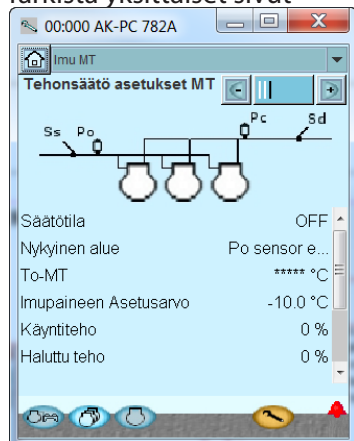 Tarkista yksittäiset sivut
00:000 AK-PC 782A
Imu MT
Tehonsäätö asetukset MT
Ss Po Pc Sd
Säätötila OFF
Nykyinen alue Po sensor e...
To-MT ***** °C
Imupaineen Asetusarvo -10.0 °C
Käyntiteho 0 %
Haluttu teho 0 %